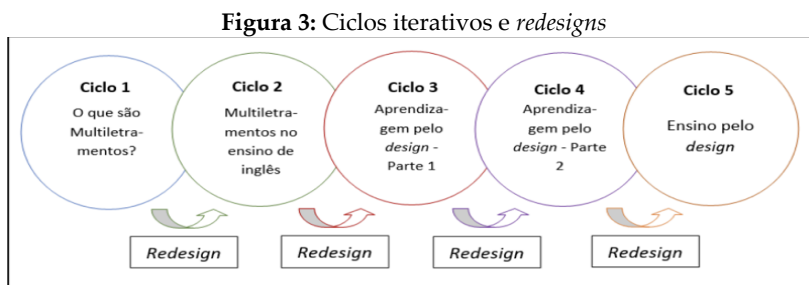 Figura 3: Ciclos iterativos e redesigns
Ciclo 1
O que são
Multiletra-
mentos?
Ciclo 2
Multiletra-
mentos no
ensino de
inglês
Ciclo 3
Aprendiza-
gem pelo
design -
Parte 1
Ciclo 4
Aprendiza-
gem pelo
design - Parte
2
Ciclo 5
Ensino pelo
design
Redesign
Redesign
Redesign
Redesign